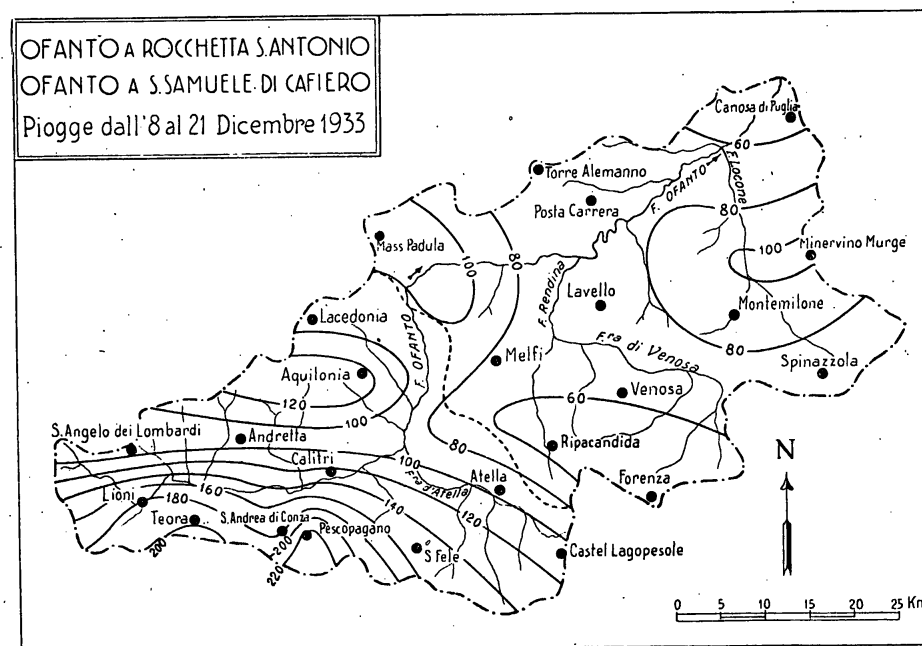 OFANTO A ROCCHETTA S.ANTONIO
OFANTO A S.SAMUELE DI CAFIERO
Piogge dall'8 al 21 Dicembre 1933
Canosa di Puglia
60
F. Locone
Torre Alemanno
F. OFANTO
Posta Carrera
80
Mass Padula
100
80
100
Minervino Murge
F. Rendina
Lavello
Montemilone
Lacedonia
F. OFANTO
F.ra di Venosa
80
Melfi
Spinazzola
Aquilonia
Venosa
120
60
100
S. Angelo dei Lombardi
Andretta
80
Ripacandida
N
Calitri
100
F.ra d'Atella
Atella
Forenza
Lioni
180
160
140
120
Teora
S. Andrea di Conza
Pescopagano
200
200
220
S Fele
Castel Lagopesole
0 5 10 15 20 25 Km